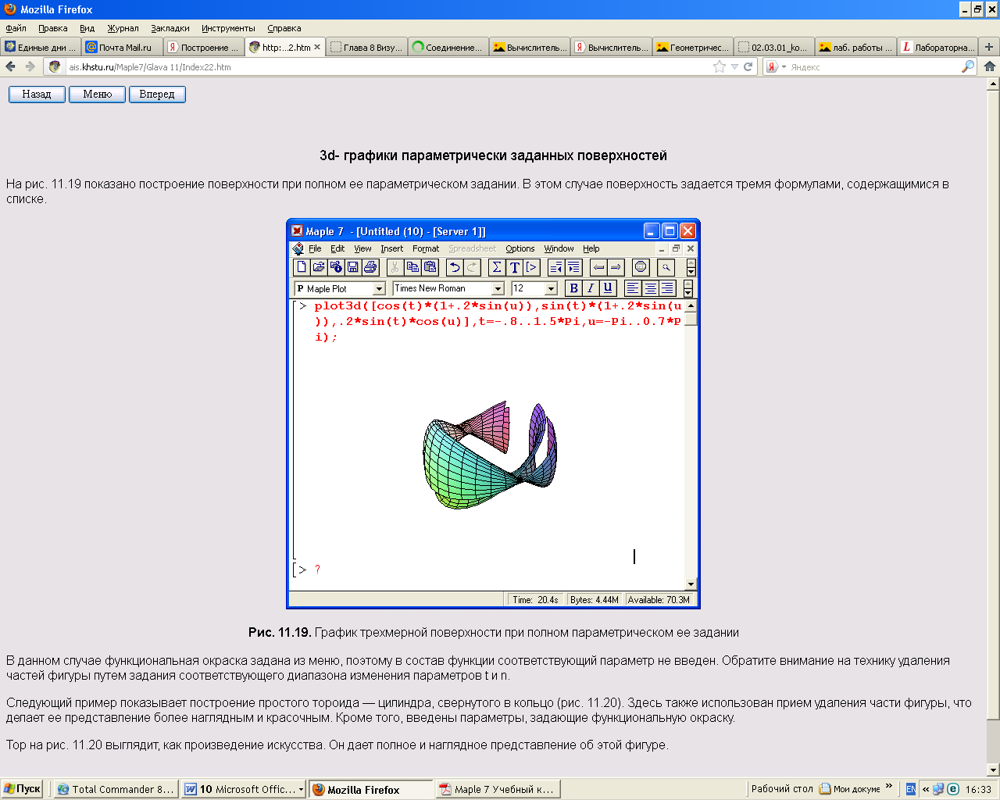 Mozilla Firefox
Файл Правка Вид Журнал Закладки Инструменты Справка
Единые дни ... Почта Mail.ru Построение ... http:...2.htm Глава 8 Визу... Соединение... Вычислитель... Вычислитель... Геометричес... 02.03.01_ко... лаб. работы ... Лабораторна...
ais.khstu.ru/Maple7/Glava 11/Index22.htm Яндекс
Назад Меню Вперед
3d- графики параметрически заданных поверхностей
На рис. 11.19 показано построение поверхности при полном ее параметрическом задании. В этом случае поверхность задается тремя формулами, содержащимися в
списке.
Maple 7 - [Untitled (10) - [Server 1]]
File Edit View Insert Format Spreadsheet Options Window Help
P Maple Plot Times New Roman 12 B I U
> plot3d([cos(t)*(1+.2*sin(u)),sin(t)*(1+.2*sin(u
)),.2*sin(t)*cos(u)],t=-.8..1.5*Pi,u=-Pi..0.7*P
i);
> ?
Time: 20.4s Bytes: 4.44M Available: 70.3M
Рис. 11.19. График трехмерной поверхности при полном параметрическом ее задании
В данном случае функциональная окраска задана из меню, поэтому в состав функции соответствующий параметр не введен. Обратите внимание на технику удаления
частей фигуры путем задания соответствующего диапазона изменения параметров t и n.
Следующий пример показывает построение простого тороида — цилиндра, свернутого в кольцо (рис. 11.20). Здесь также использован прием удаления части фигуры, что
делает ее представление более наглядным и красочным. Кроме того, введены параметры, задающие функциональную окраску.
Тор на рис. 11.20 выглядит, как произведение искусства. Он дает полное и наглядное представление об этой фигуре.
Пуск Total Commander 8... 10 Microsoft Offic... Mozilla Firefox Maple 7 Учебный к... Рабочий стол Мои докуме » EN « 16:33